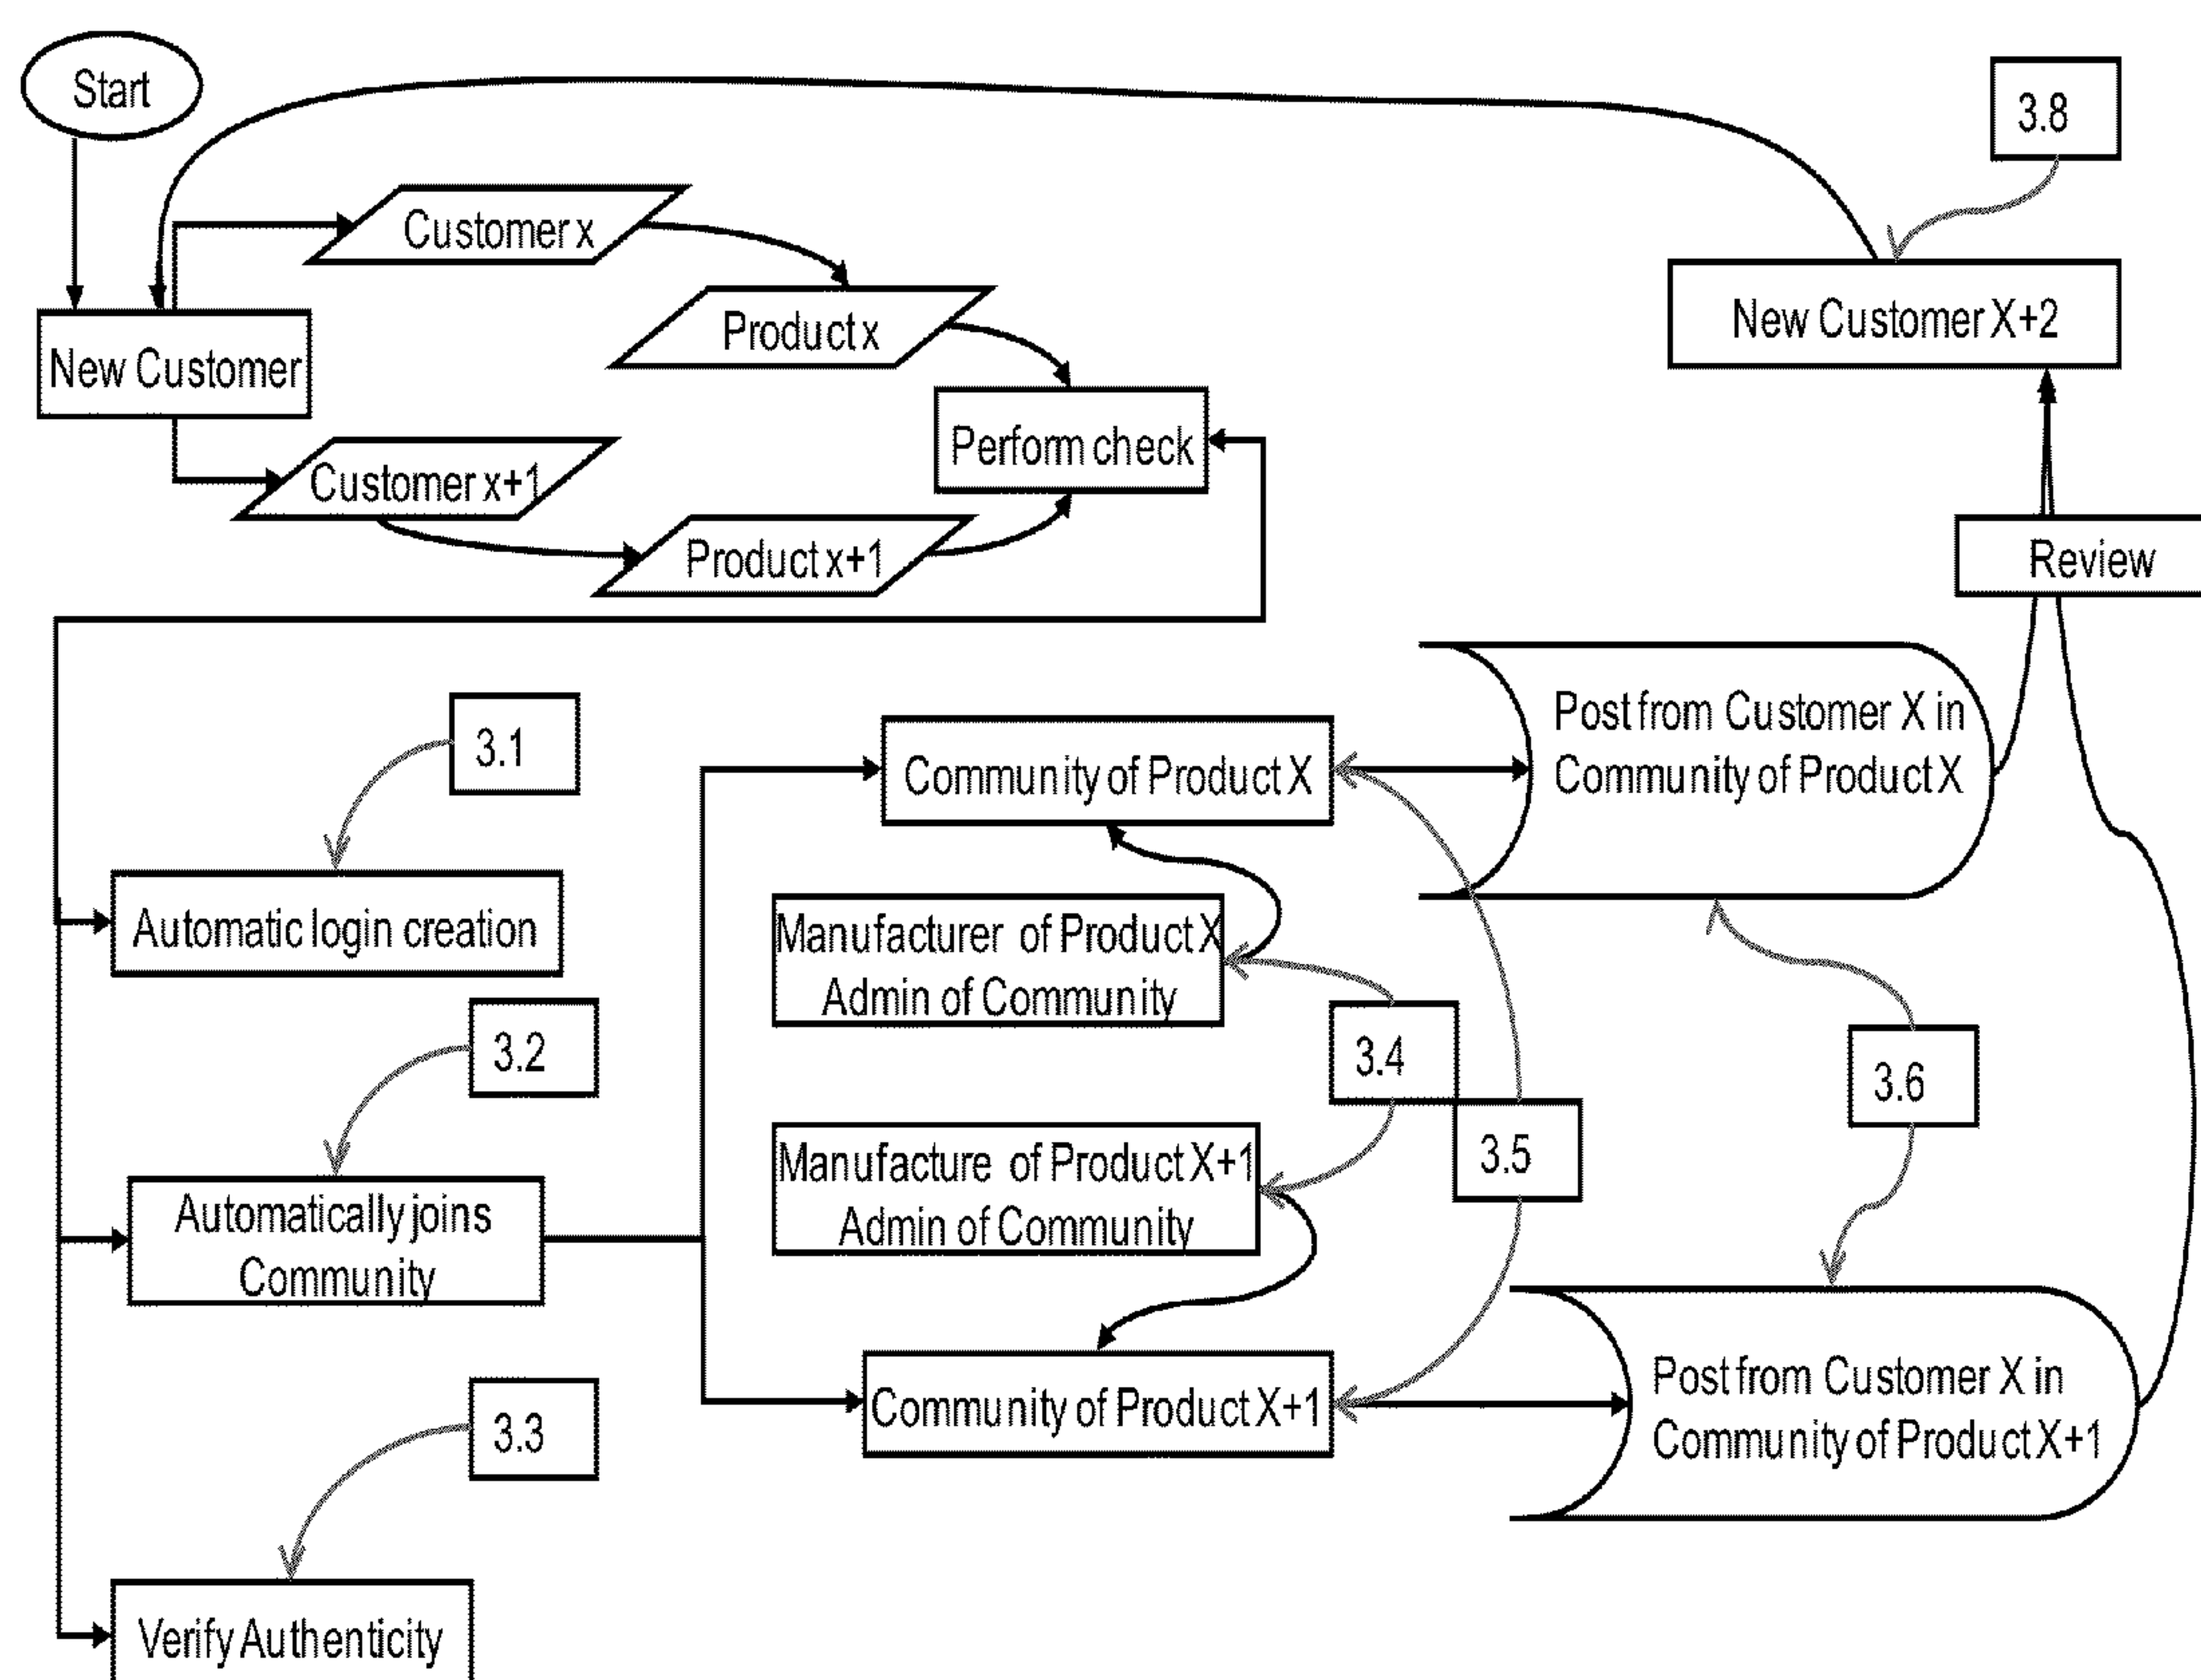 Start
3.8
Customer x
Product x
New Customer X+2
New Customer
Perform check
Customer x+1
Product x+1
Review
3.1
Community of Product X
Post from Customer X in
Community of Product X
Automatic login creation
Manufacturer of Product X
Admin of Community
3.2
3.4
3.6
Manufacture of Product X+1
Admin of Community
3.5
Automatically joins
Community
Community of Product X+1
Post from Customer X in
Community of Product X+1
3.3
Verify Authenticity